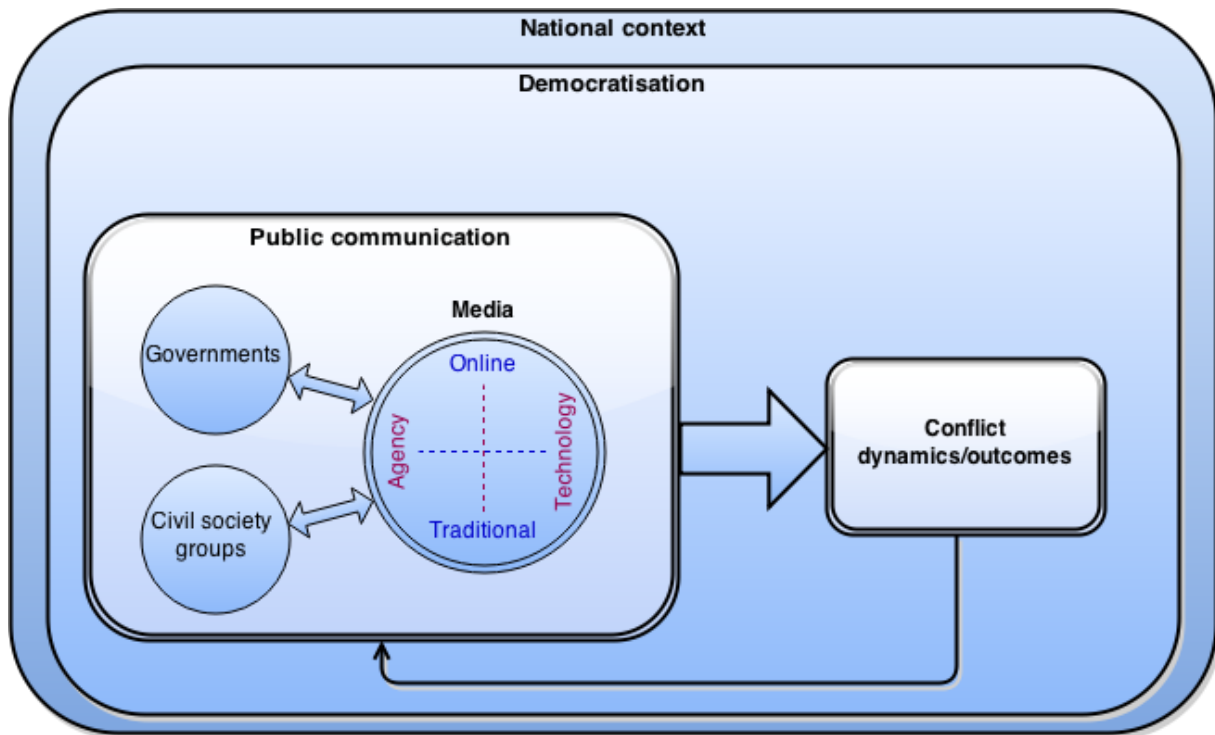 National context
Democratisation
Public communication
Governments
Media
Online
Agency
Technology
Traditional
Civil society
groups
Conflict
dynamics/outcomes